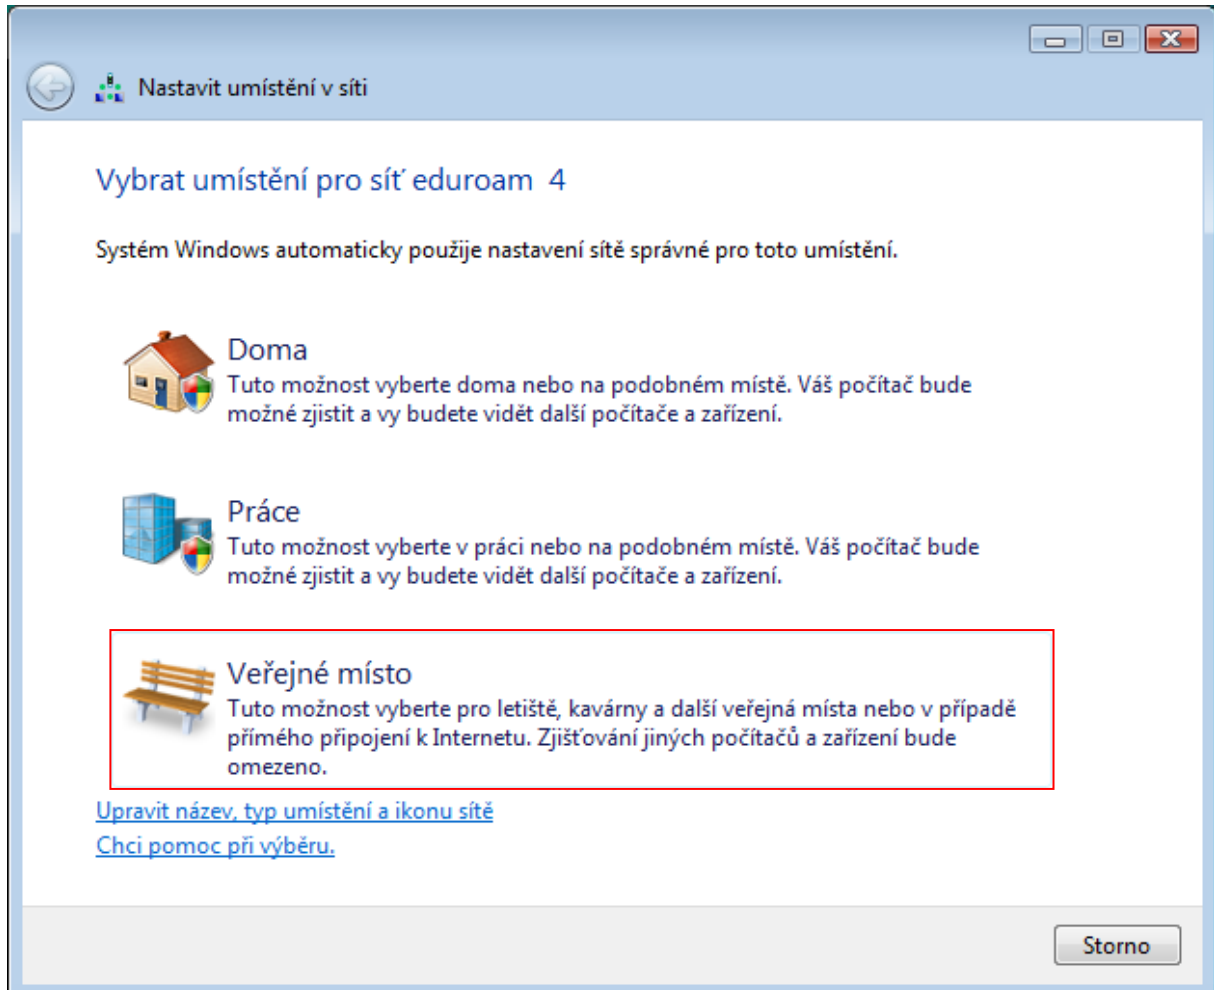 Nastavit umístění v síti
Vybrat umístění pro síť eduroam  4
Systém Windows automaticky použije nastavení sítě správné pro toto umístění.
Doma
Tuto možnost vyberte doma nebo na podobném místě. Váš počítač bude
možné zjistit a vy budete vidět další počítače a zařízení.
Práce
Tuto možnost vyberte v práci nebo na podobném místě. Váš počítač bude
možné zjistit a vy budete vidět další počítače a zařízení.
Veřejné místo
Tuto možnost vyberte pro letiště, kavárny a další veřejná místa nebo v případě
přímého připojení k Internetu. Zjišťování jiných počítačů a zařízení bude
omezeno.
Upravit název, typ umístění a ikonu sítě
Chci pomoc při výběru.
Storno